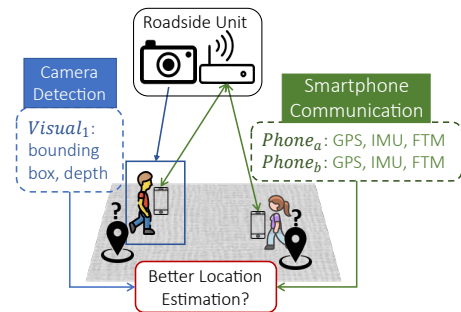 Roadside Unit
Camera
Detection
Smartphone
Communication
Visual₁:
bounding
box, depth
Phoneₐ: GPS, IMU, FTM
Phone_b: GPS, IMU, FTM
?
?
Better Location
Estimation?